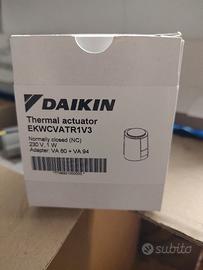 DAIKIN
Thermal actuator
EKWCVATR1V3
Normally closed (NC)
230 V, 1 W
Adapter: VA 80 + VA 94
subito